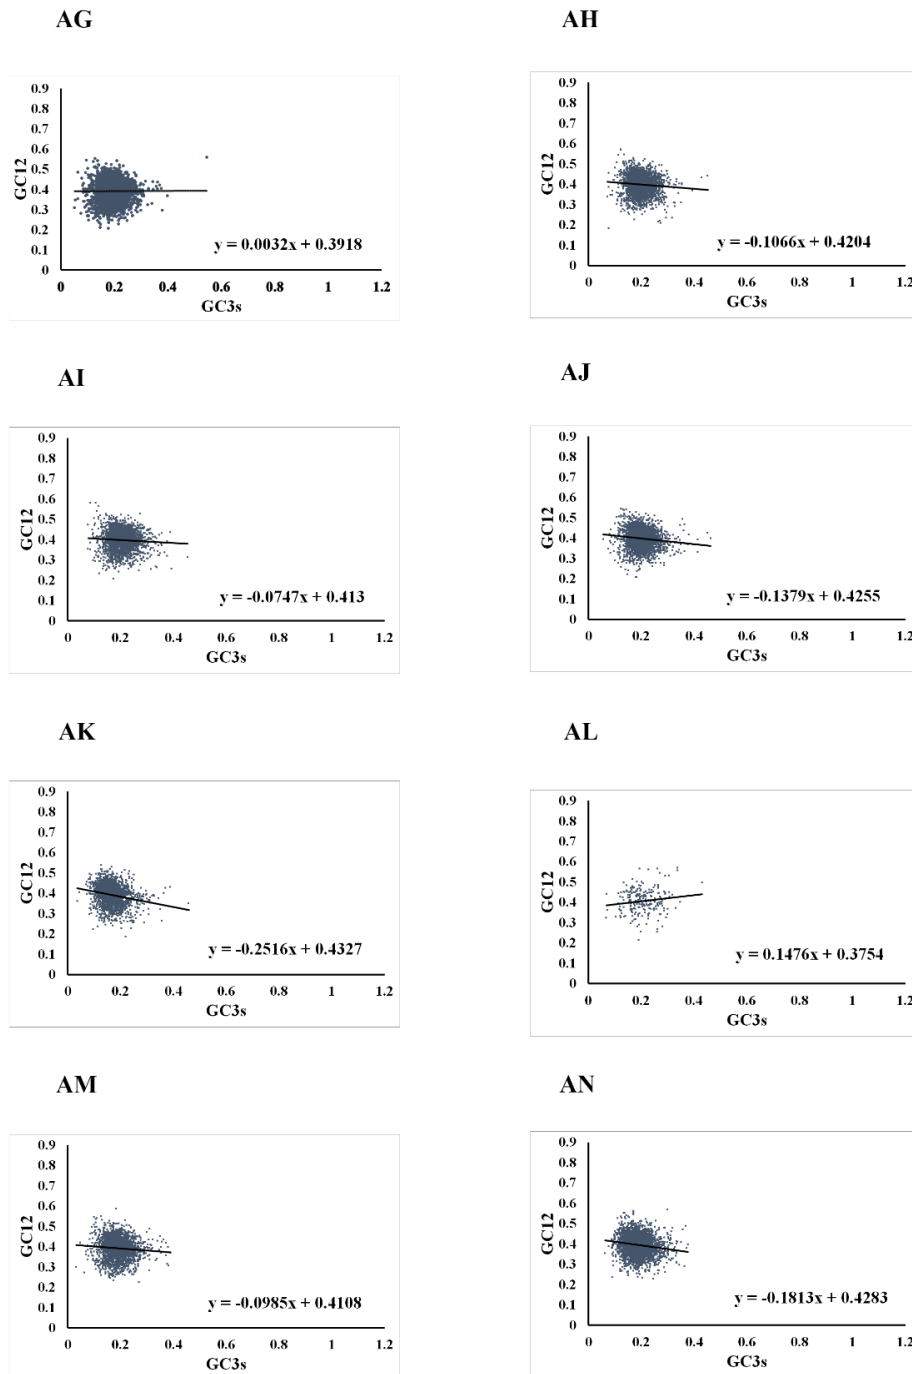 AG
0.9
0.8
0.7
0.6
0.5
0.4
0.3
0.2
0.1
0
GC12
y = 0.0032x + 0.3918
0 0.2 0.4 0.6 0.8 1 1.2
GC3s
AH
0.9
0.8
0.7
0.6
0.5
0.4
0.3
0.2
0.1
0
GC12
y = -0.1066x + 0.4204
0 0.2 0.4 0.6 0.8 1 1.2
GC3s
AI
0.9
0.8
0.7
0.6
0.5
0.4
0.3
0.2
0.1
0
GC12
y = -0.0747x + 0.413
0 0.2 0.4 0.6 0.8 1 1.2
GC3s
AJ
0.9
0.8
0.7
0.6
0.5
0.4
0.3
0.2
0.1
0
GC12
y = -0.1379x + 0.4255
0 0.2 0.4 0.6 0.8 1 1.2
GC3s
AK
0.9
0.8
0.7
0.6
0.5
0.4
0.3
0.2
0.1
0
GC12
y = -0.2516x + 0.4327
0 0.2 0.4 0.6 0.8 1 1.2
GC3s
AL
0.9
0.8
0.7
0.6
0.5
0.4
0.3
0.2
0.1
0
GC12
y = 0.1476x + 0.3754
0 0.2 0.4 0.6 0.8 1 1.2
GC3s
AM
0.9
0.8
0.7
0.6
0.5
0.4
0.3
0.2
0.1
0
GC12
y = -0.0985x + 0.4108
0 0.2 0.4 0.6 0.8 1 1.2
GC3s
AN
0.9
0.8
0.7
0.6
0.5
0.4
0.3
0.2
0.1
0
GC12
y = -0.1813x + 0.4283
0 0.2 0.4 0.6 0.8 1 1.2
GC3s